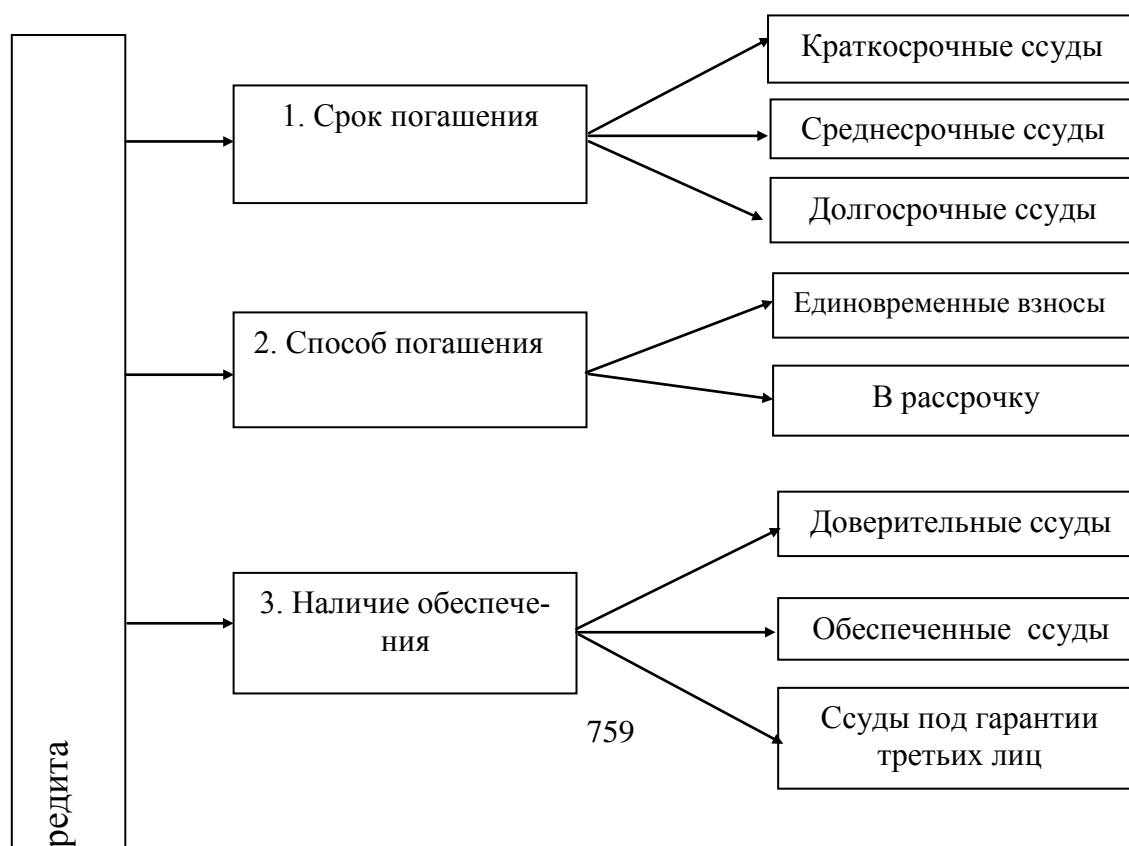 Краткосрочные ссуды
1. Срок погашения
Среднесрочные ссуды
Долгосрочные ссуды
Единовременные взносы
2. Способ погашения
В рассрочку
Доверительные ссуды
3. Наличие обеспече-
ния
Обеспеченные ссуды
Ссуды под гарантии
третьих лиц
759
редита